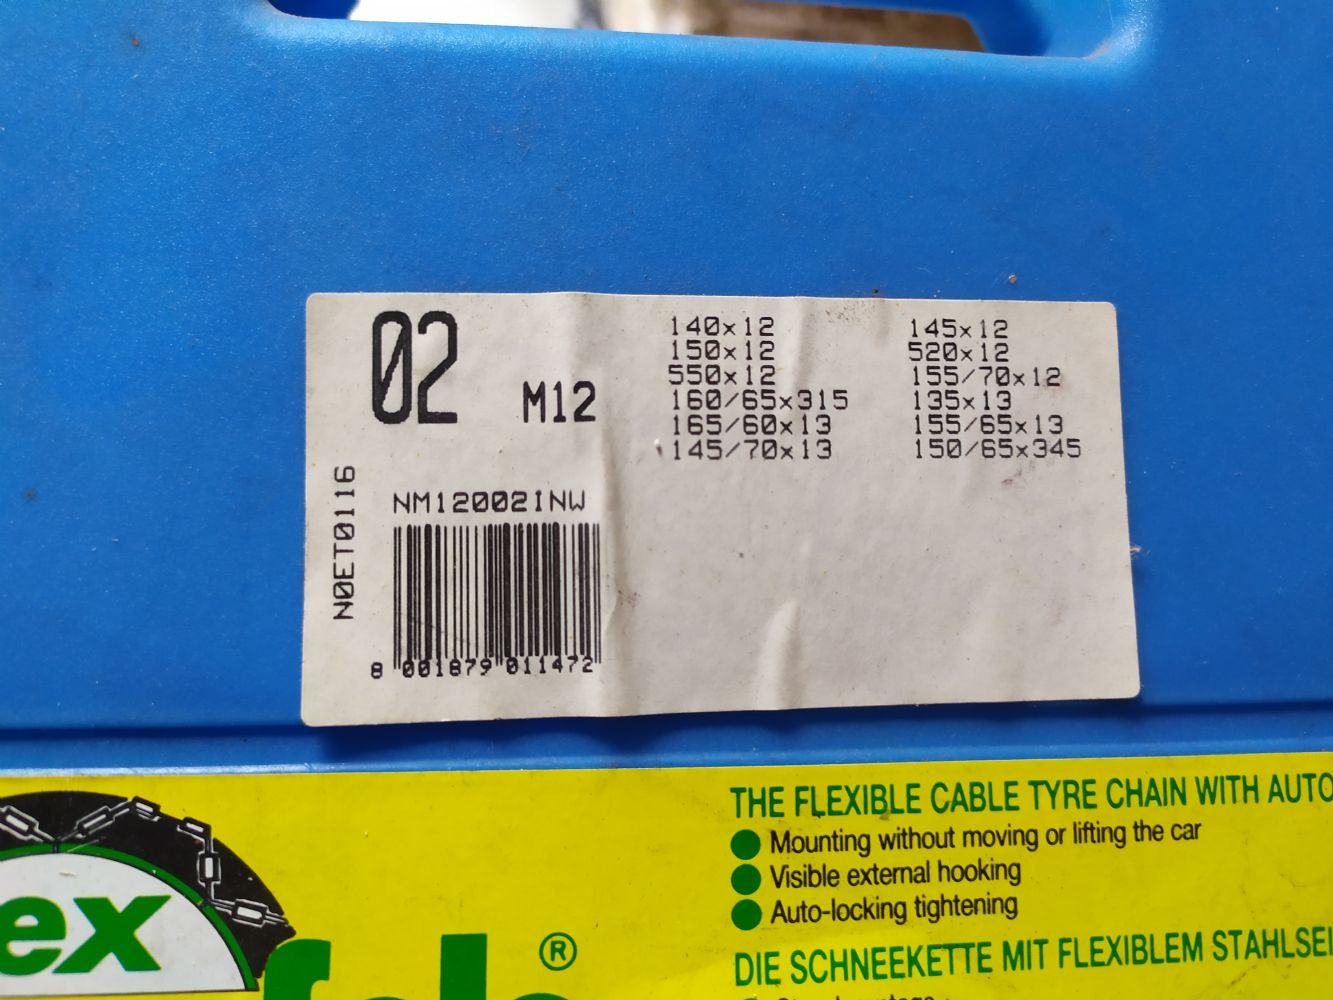 02
M12
140x12
150x12
550x12
160/65x315
165/60x13
145/70x13
145x12
520x12
155/70x12
135x13
155/65x13
150/65x345
N0ET0116
NM12002INW
8 001879 011472
ex
®
THE FLEXIBLE CABLE TYRE CHAIN WITH AUTO
Mounting without moving or lifting the car
Visible external hooking
Auto-locking tightening
DIE SCHNEEKETTE MIT FLEXIBLEM STAHLSEI